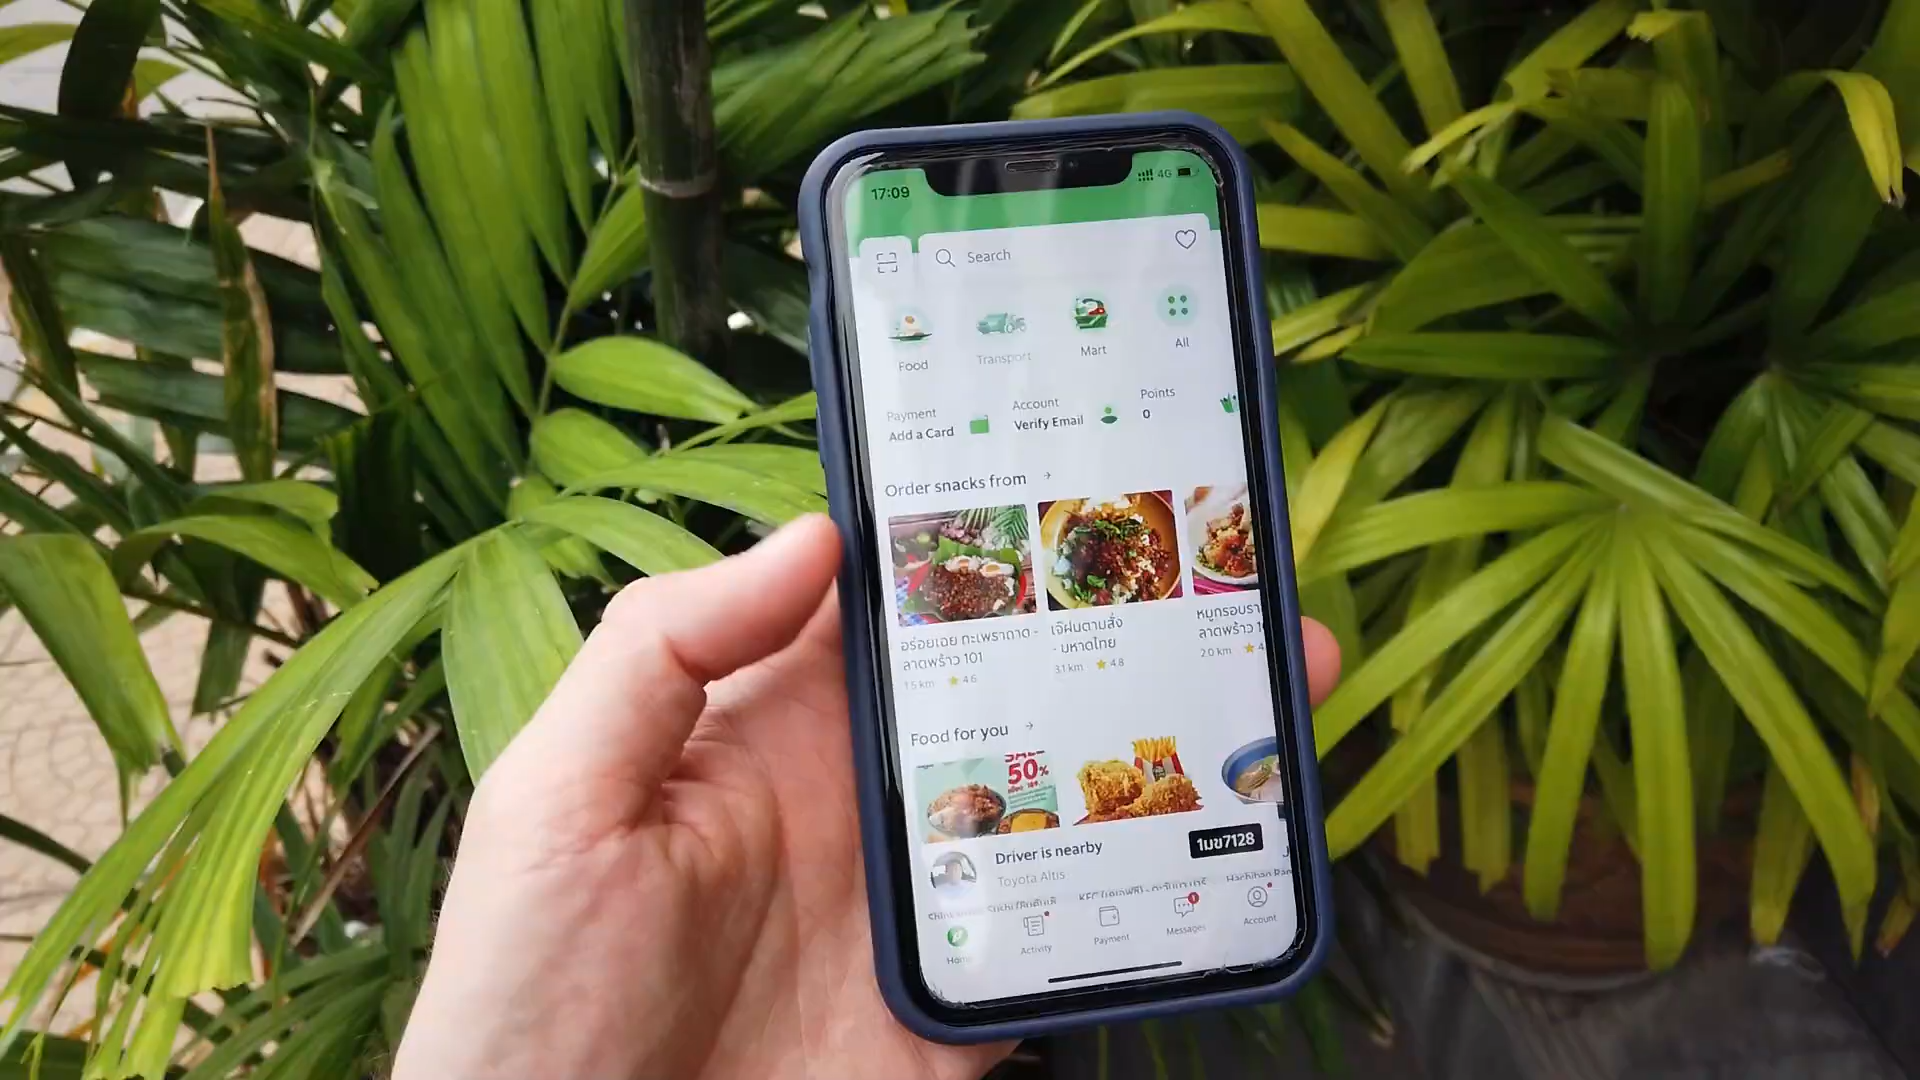 17:09
4G
Search
Food
Transport
Mart
All
Payment
Add a Card
Account
Verify Email
Points
0
Order snacks from →
อร่อยเฉย กะเพราถาด -
ลาดพร้าว 101
1.5 km ★ 4.6
เจ๊ฝนตามสั่ง
- มหาดไทย
3.1 km ★ 4.8
หมูกรอบรา
ลาดพร้าว 1
2.0 km ★ 4
Food for you →
SALE
50%
Driver is nearby
Toyota Altis
1มข7128
KFC
Home
Activity
Payment
1
Messages
Account